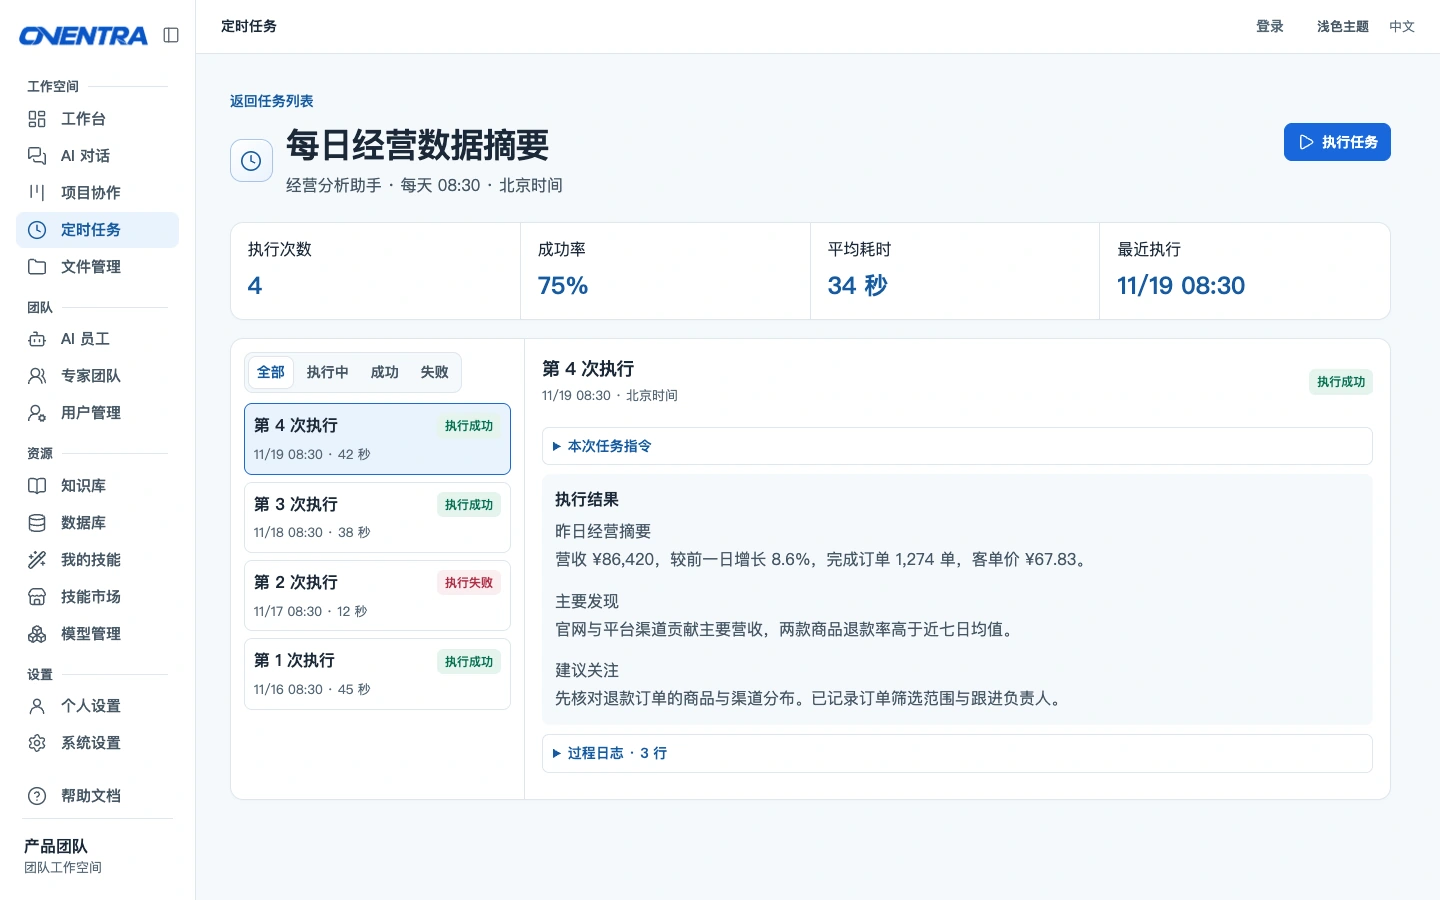 CNENTRA
工作空间
工作台
AI 对话
项目协作
定时任务
文件管理
团队
AI 员工
专家团队
用户管理
资源
知识库
数据库
我的技能
技能市场
模型管理
设置
个人设置
系统设置
帮助文档
产品团队
团队工作空间
定时任务
登录 浅色主题 中文
返回任务列表
每日经营数据摘要
经营分析助手 · 每天 08:30 · 北京时间
执行任务
执行次数
4
成功率
75%
平均耗时
34 秒
最近执行
11/19 08:30
全部 执行中 成功 失败
第 4 次执行 执行成功
11/19 08:30 · 42 秒
第 3 次执行 执行成功
11/18 08:30 · 38 秒
第 2 次执行 执行失败
11/17 08:30 · 12 秒
第 1 次执行 执行成功
11/16 08:30 · 45 秒
第 4 次执行
11/19 08:30 · 北京时间
执行成功
本次任务指令
执行结果
昨日经营摘要
营收 ¥86,420，较前一日增长 8.6%，完成订单 1,274 单，客单价 ¥67.83。
主要发现
官网与平台渠道贡献主要营收，两款商品退款率高于近七日均值。
建议关注
先核对退款订单的商品与渠道分布。已记录订单筛选范围与跟进负责人。
过程日志 · 3 行